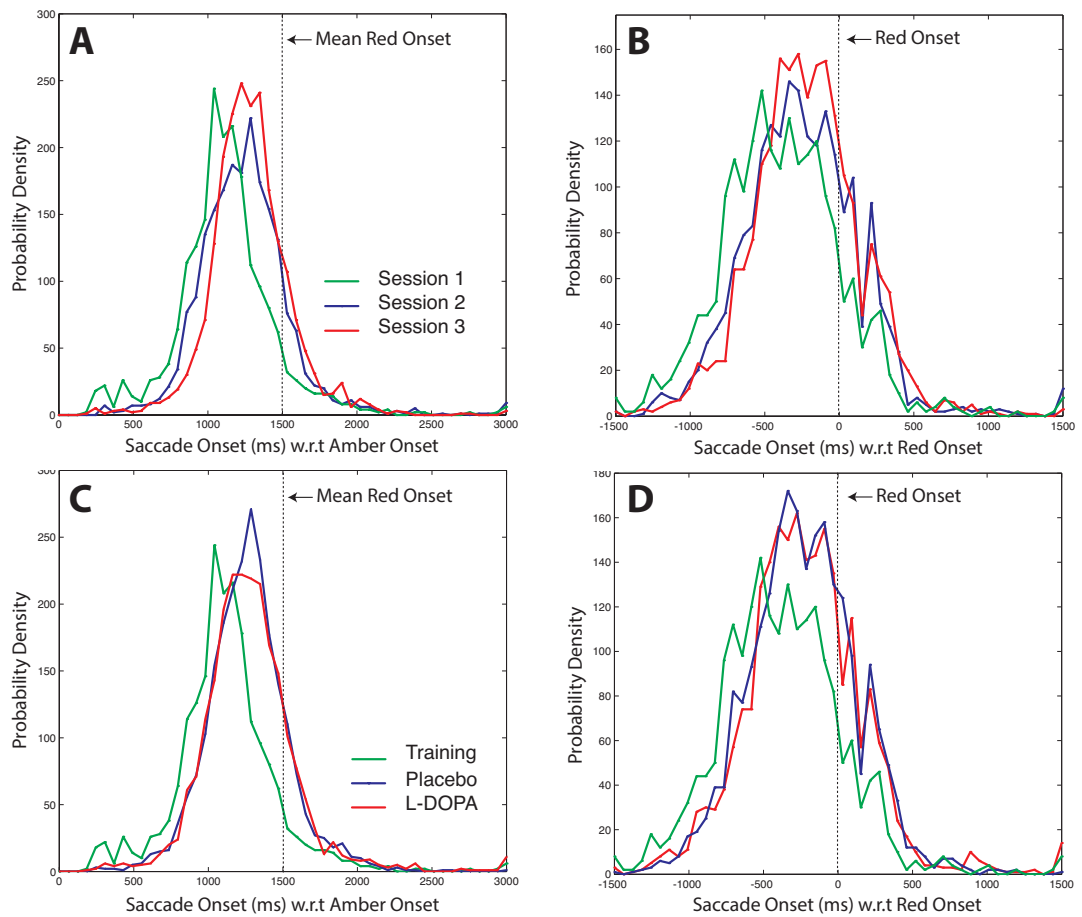 A
Mean Red Onset
Probability Density
300
250
200
150
100
50
0
Session 1
Session 2
Session 3
0 500 1000 1500 2000 2500 3000
Saccade Onset (ms) w.r.t Amber Onset
B
Red Onset
Probability Density
160
140
120
100
80
60
40
20
0
-1500 -1000 -500 0 500 1000 1500
Saccade Onset (ms) w.r.t Red Onset
C
Mean Red Onset
Probability Density
300
250
200
150
100
50
0
Training
Placebo
L-DOPA
0 500 1000 1500 2000 2500 3000
Saccade Onset (ms) w.r.t Amber Onset
D
Red Onset
Probability Density
180
160
140
120
100
80
60
40
20
0
-1500 -1000 -500 0 500 1000 1500
Saccade Onset (ms) w.r.t Red Onset